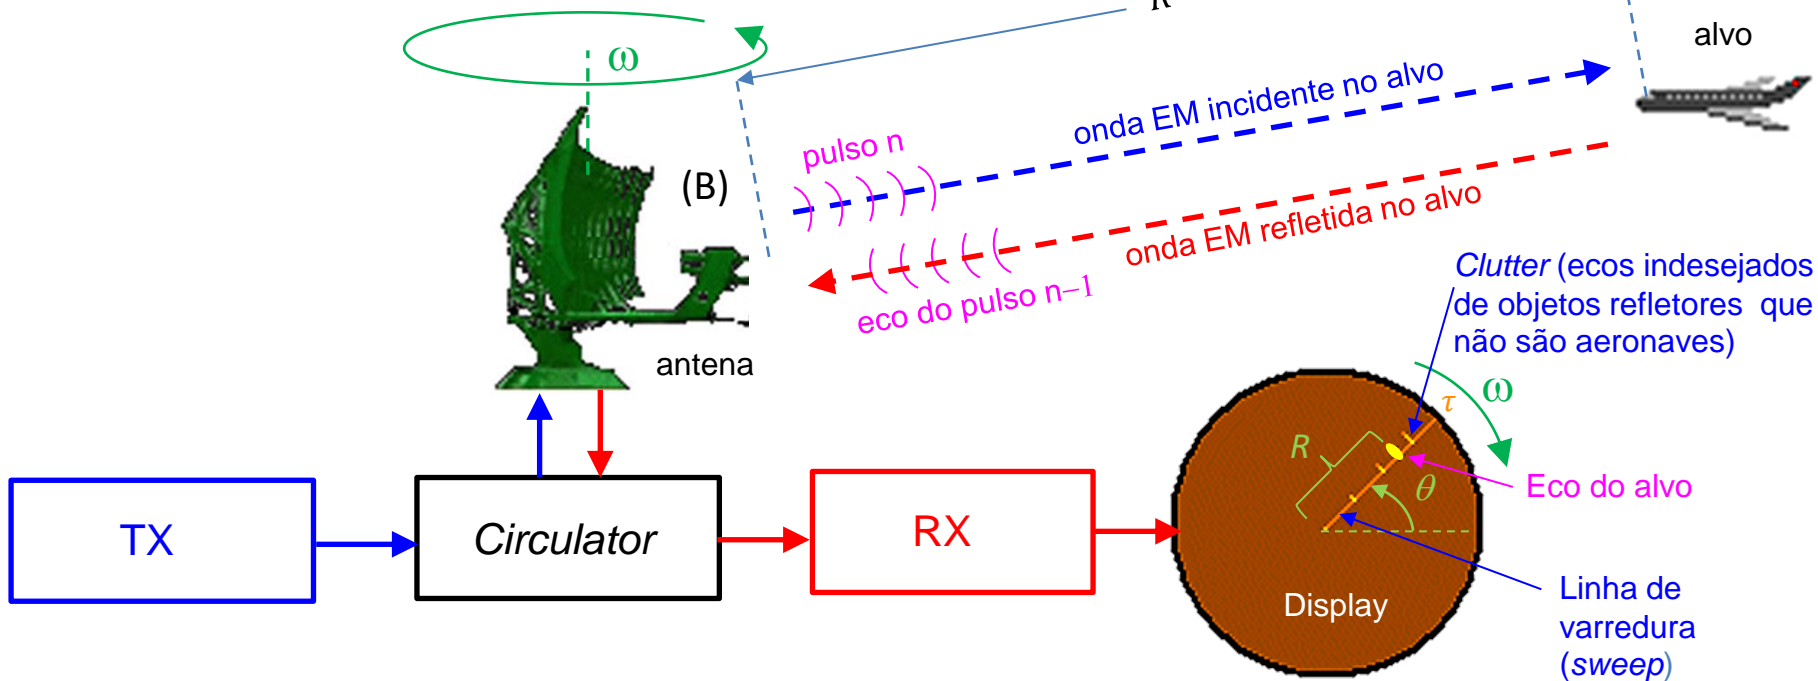 R
alvo
ω
onda EM incidente no alvo
pulso n
(B)
onda EM refletida no alvo
eco do pulso n−1
antena
Clutter (ecos indesejados
de objetos refletores que
não são aeronaves)
ω
τ
R
θ
Eco do alvo
TX
Circulator
RX
Display
Linha de
varredura
(sweep)